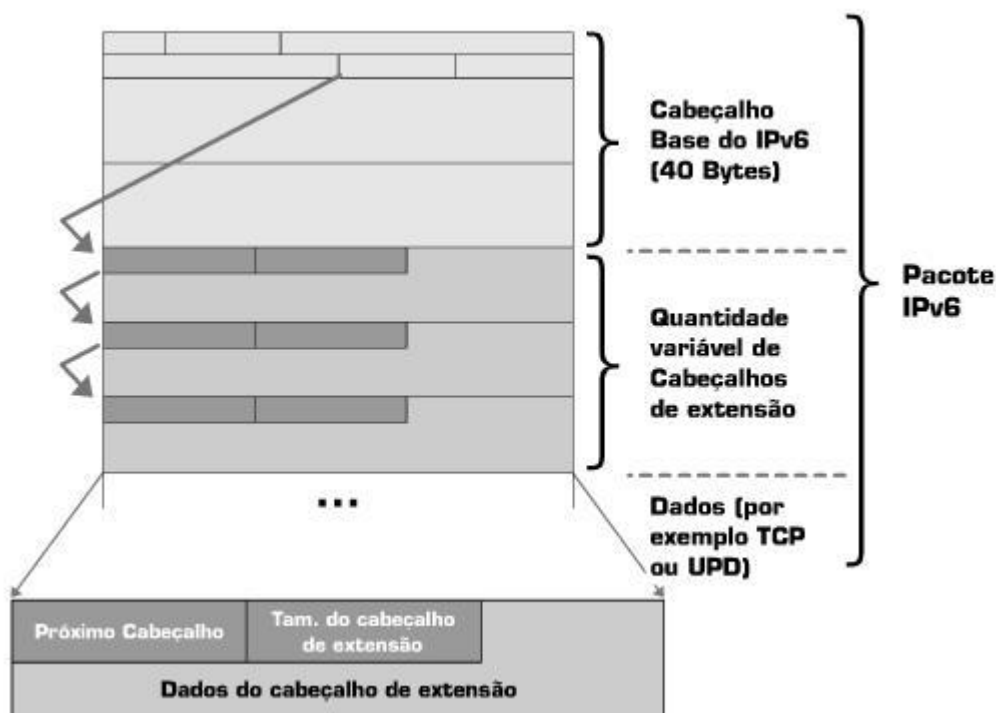 Cabeçalho
Base do IPv6
(40 Bytes)
Pacote
IPv6
Quantidade
variável de
Cabeçalhos
de extensão
...
Dados (por
exemplo TCP
ou UPD)
Próximo Cabeçalho
Tam. do cabeçalho
de extensão
Dados do cabeçalho de extensão